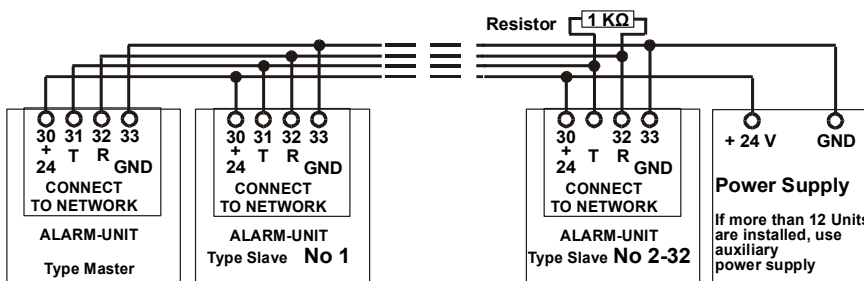 Resistor 1 KΩ
30 31 32 33
+ 24 T R GND
CONNECT
TO NETWORK
ALARM-UNIT
Type Master
30 31 32 33
+ 24 T R GND
CONNECT
TO NETWORK
ALARM-UNIT
Type Slave No 1
30 32 33
+ 24 T R GND
CONNECT
TO NETWORK
ALARM-UNIT
Type Slave No 2-32
+ 24 V GND
Power Supply
If more than 12 Units
are installed, use
auxiliary
power supply